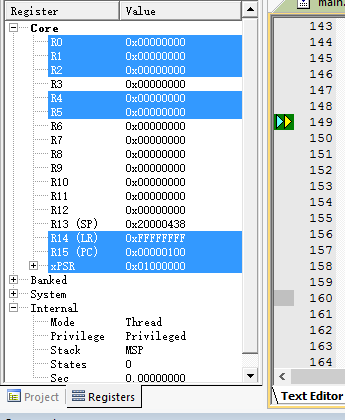 Register Value
Core
R0 0x00000000
R1 0x00000000
R2 0x00000000
R3 0x00000000
R4 0x00000000
R5 0x00000000
R6 0x00000000
R7 0x00000000
R8 0x00000000
R9 0x00000000
R10 0x00000000
R11 0x00000000
R12 0x00000000
R13 (SP) 0x20000438
R14 (LR) 0xFFFFFFFF
R15 (PC) 0x00000100
xPSR 0x01000000
Banked
System
Internal
Mode Thread
Privilege Privileged
Stack MSP
States 0
Sec 0.00000000
Project Registers
main.
143
144
145
146
147
148
149
150
151
152
153
154
155
156
157
158
159
160
161
162
163
164
Text Editor